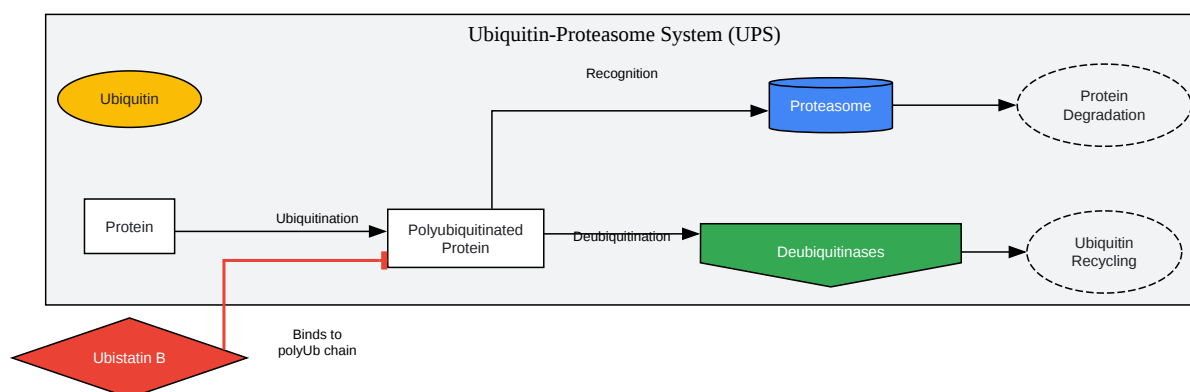 Ubiquitin-Proteasome System (UPS)
Recognition
Ubiquitin
Proteasome
Protein
Degradation
Protein
Ubiquitination
Polyubiquitinated
Protein
Deubiquitination
Deubiquitinases
Ubiquitin
Recycling
Ubistatin B
Binds to
polyUb chain